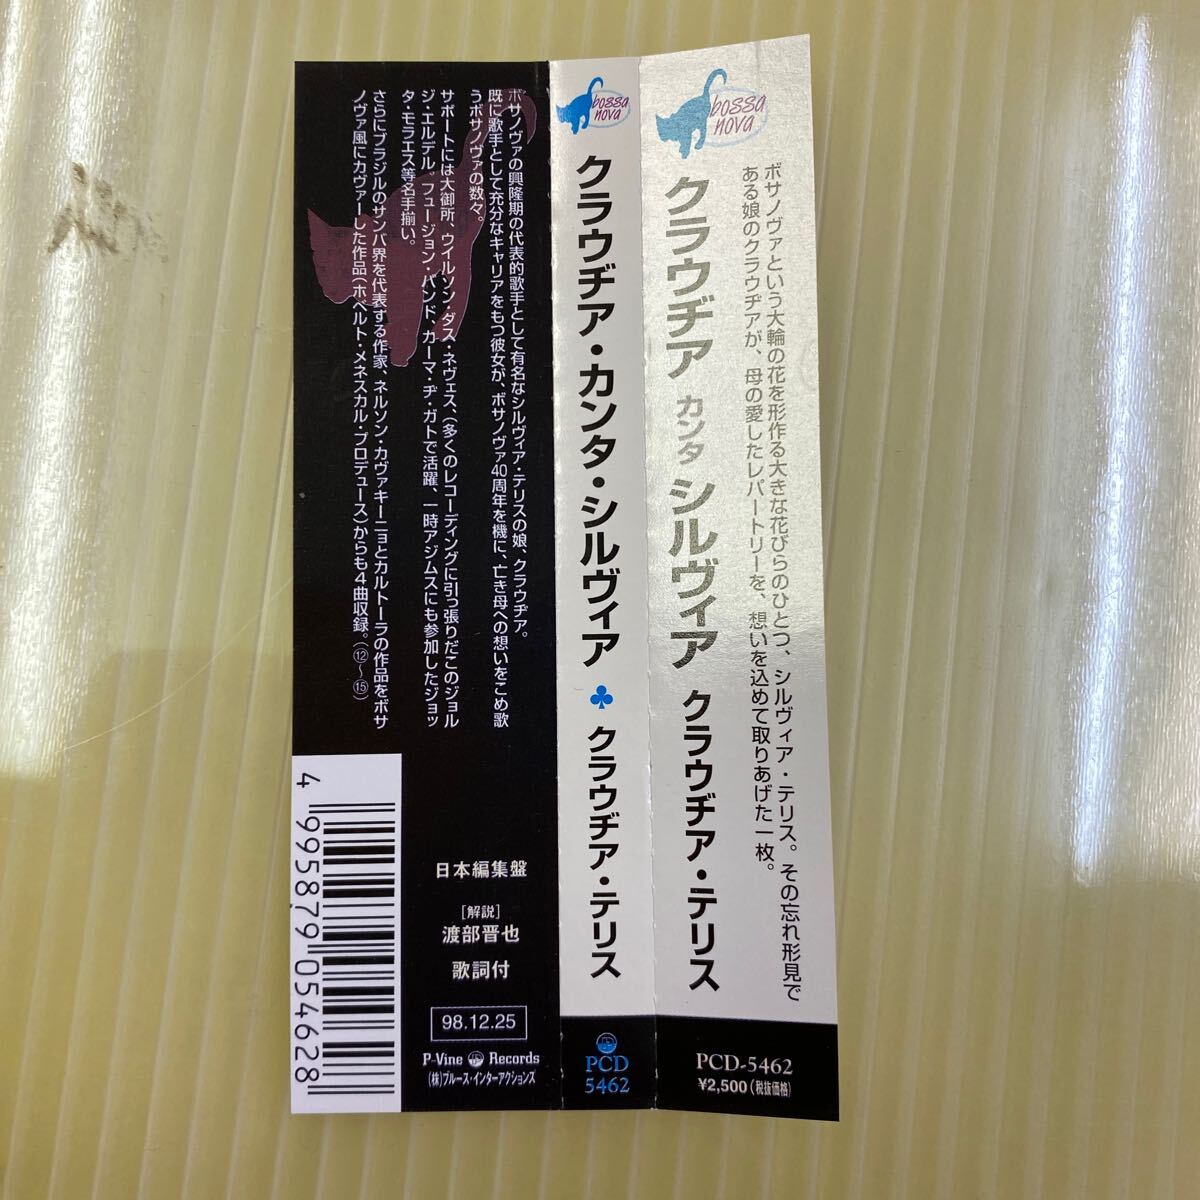 bossa
nova
ボサノヴァという大輪の花を形作る大きな花びらのひとつ、シルヴィア・テリス。その忘れ形見で
ある娘のクラウヂアが、母の愛したレパートリーを、想いを込めて取りあげた一枚。
クラウヂア カンタ シルヴィア クラウヂア・テリス
PCD-5462
¥2,500(税抜価格)
bossa
nova
クラウヂア・カンタ・シルヴィア ♣ クラウヂア・テリス
PCD
5462
ボサノヴァの興隆期の代表的歌手として有名なシルヴィア・テリスの娘、クラウヂア。
既に歌手として充分なキャリアをもつ彼女が、ボサノヴァ40周年を機に、亡き母への想いをこめ歌
うボサノヴァの数々。
サポートには大御所、ウイルソン・ダス・ネヴェス、(多くのレコーディングに引っ張りだこのジョル
ジ・エルデル フュージョン・バンド、カーマ・ヂ・ガトで活躍、一時アジムスにも参加したジョッ
タ・モラエス等名手揃い。
さらにブラジルのサンバ界を代表する作家、ネルソン・カヴァキーニョとカルトーラの作品をボサ
ノヴァ風にカヴァーした作品(ホベルト・メネスカル・プロデュース)からも4曲収録。(⑫〜⑮)
日本編集盤
[解説]
渡部晋也
歌詞付
98.12.25
P-Vine Records
(株)ブルース・インターアクションズ
4 995879 054628